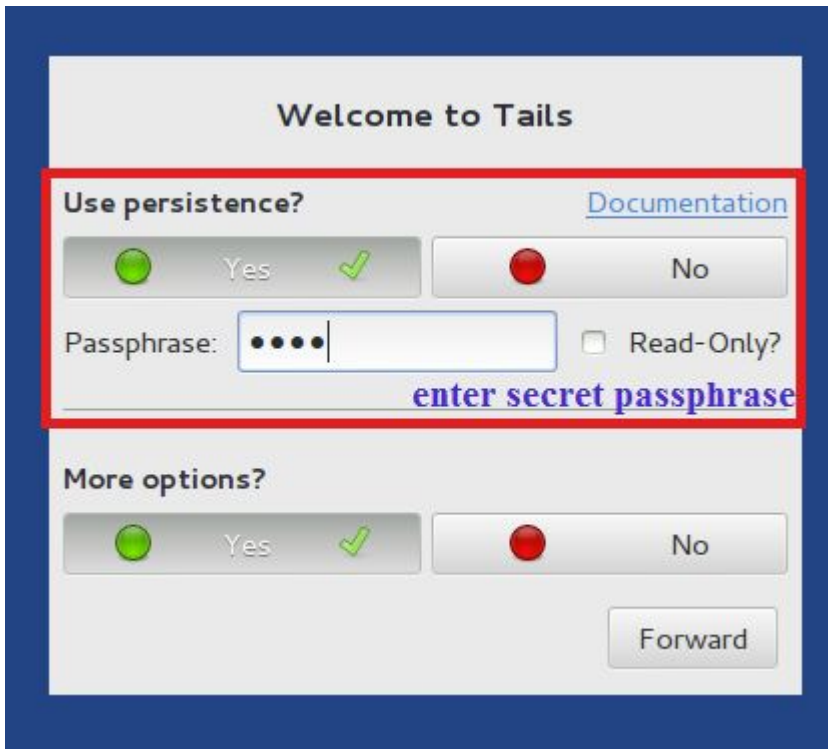 Welcome to Tails
Use persistence? Documentation
Yes No
Passphrase: •••• Read-Only?
enter secret passphrase
More options?
Yes No
Forward